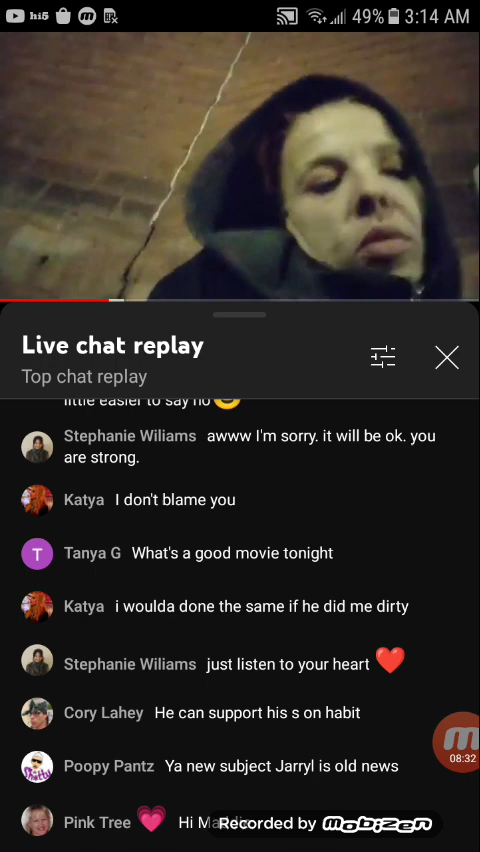 hi5
49% 3:14 AM
Live chat replay
Top chat replay
little easier to say no
Stephanie Wiliams awww I'm sorry. it will be ok. you
are strong.
Katya I don't blame you
T Tanya G What's a good movie tonight
Katya i woulda done the same if he did me dirty
Stephanie Wiliams just listen to your heart ❤️
Cory Lahey He can support his s on habit
Poopy Pantz Ya new subject Jarryl is old news
08:32
Pink Tree 💗 Hi
Recorded by Mobizen